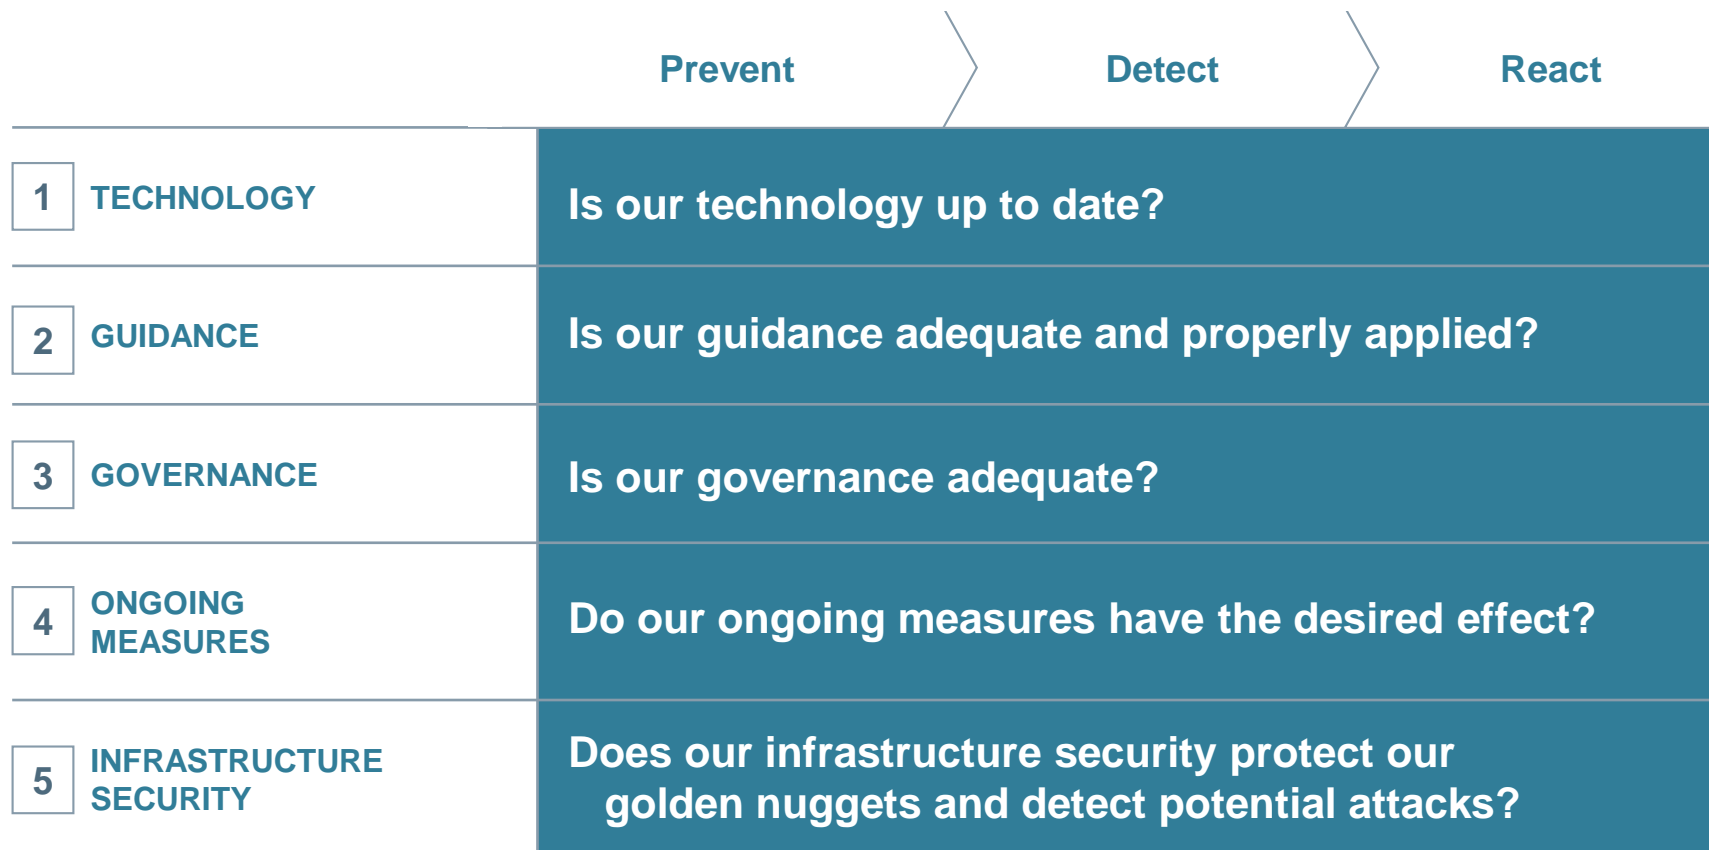 Prevent
Detect
React
1
TECHNOLOGY
Is our technology up to date?
2
GUIDANCE
Is our guidance adequate and properly applied?
3
GOVERNANCE
Is our governance adequate?
4
ONGOING
MEASURES
Do our ongoing measures have the desired effect?
5
INFRASTRUCTURE
SECURITY
Does our infrastructure security protect our
golden nuggets and detect potential attacks?